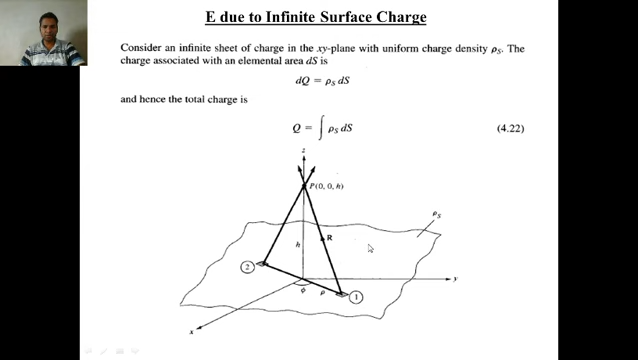 E due to Infinite Surface Charge
Consider an infinite sheet of charge in the xy-plane with uniform charge density ρS. The
charge associated with an elemental area dS is
dQ = ρS dS
and hence the total charge is
Q = ∫ ρS dS (4.22)
z
P(0, 0, h)
ρS
R
h
2
y
ϕ
ρ
1
x